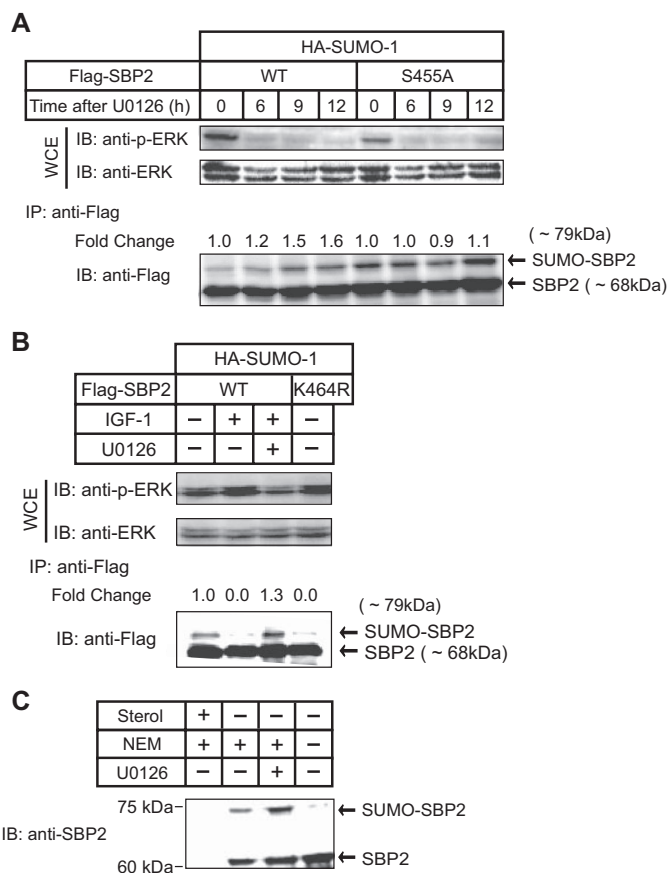 A
HA-SUMO-1
Flag-SBP2 WT S455A
Time after U0126 (h) 0 6 9 12 0 6 9 12
WCE
IB: anti-p-ERK
IB: anti-ERK
IP: anti-Flag
Fold Change 1.0 1.2 1.5 1.6 1.0 1.0 0.9 1.1 ( ~ 79kDa)
IB: anti-Flag ← SUMO-SBP2
← SBP2 ( ~ 68kDa)
B
HA-SUMO-1
Flag-SBP2 WT K464R
IGF-1 − + + −
U0126 − − + −
WCE
IB: anti-p-ERK
IB: anti-ERK
IP: anti-Flag
Fold Change 1.0 0.0 1.3 0.0 ( ~ 79kDa)
IB: anti-Flag ← SUMO-SBP2
← SBP2 ( ~ 68kDa)
C
Sterol + − − −
NEM + + + −
U0126 − − + −
75 kDa ← SUMO-SBP2
IB: anti-SBP2
60 kDa ← SBP2